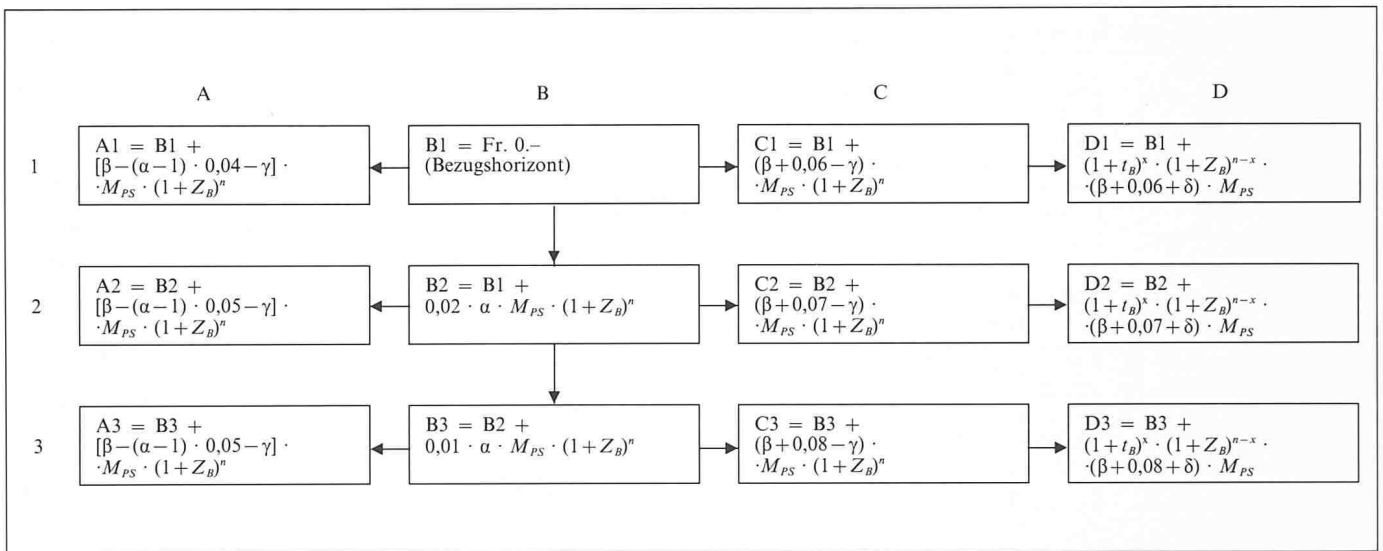 A B C D
1
A1 = B1 +
[β−(α−1) · 0,04−γ] ·
·M_PS · (1+Z_B)^n
B1 = Fr. 0.–
(Bezugshorizont)
C1 = B1 +
(β+0,06−γ) ·
·M_PS · (1+Z_B)^n
D1 = B1 +
(1+t_B)^x · (1+Z_B)^n−x ·
·(β+0,06+δ) · M_PS
2
A2 = B2 +
[β−(α−1) · 0,05−γ] ·
·M_PS · (1+Z_B)^n
B2 = B1 +
0,02 · α · M_PS · (1+Z_B)^n
C2 = B2 +
(β+0,07−γ) ·
·M_PS · (1+Z_B)^n
D2 = B2 +
(1+t_B)^x · (1+Z_B)^n−x ·
·(β+0,07+δ) · M_PS
3
A3 = B3 +
[β−(α−1) · 0,05−γ] ·
·M_PS · (1+Z_B)^n
B3 = B2 +
0,01 · α · M_PS · (1+Z_B)^n
C3 = B3 +
(β+0,08−γ) ·
·M_PS · (1+Z_B)^n
D3 = B3 +
(1+t_B)^x · (1+Z_B)^n−x ·
·(β+0,08+δ) · M_PS